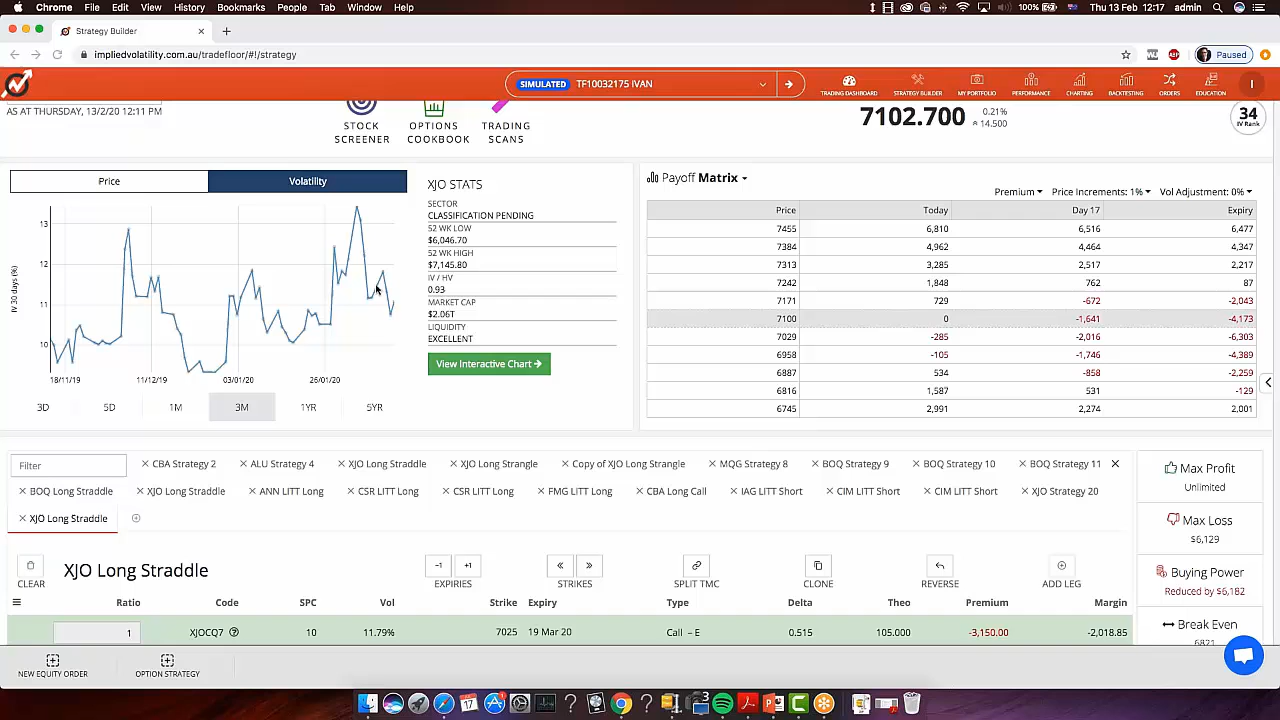 Chrome File Edit View History Bookmarks People Tab Window Help 100% Thu 13 Feb 12:17 admin
Strategy Builder
impliedvolatility.com.au/tradefloor/#!/strategy Paused
SIMULATED TF10032175 IVAN TRADING DASHBOARD STRATEGY BUILDER MY PORTFOLIO PERFORMANCE CHARTING BACKTESTING ORDERS EDUCATION I
AS AT THURSDAY, 13/2/20 12:11 PM
STOCK SCREENER
OPTIONS COOKBOOK
TRADING SCANS
7102.700 0.21%
14.500
34
IV Rank
Price Volatility
IV 30 days (%)
13
12
11
10
18/11/19 11/12/19 03/01/20 26/01/20
3D 5D 1M 3M 1YR 5YR
XJO STATS
SECTOR
CLASSIFICATION PENDING
52 WK LOW
$6,046.70
52 WK HIGH
$7,145.80
IV / HV
0.93
MARKET CAP
$2.06T
LIQUIDITY
EXCELLENT
View Interactive Chart
Payoff Matrix
Premium Price Increments: 1% Vol Adjustment: 0%
Price Today Day 17 Expiry
7455 6,810 6,516 6,477
7384 4,962 4,464 4,347
7313 3,285 2,517 2,217
7242 1,848 762 87
7171 729 -672 -2,043
7100 0 -1,641 -4,173
7029 -285 -2,016 -6,303
6958 -105 -1,746 -4,389
6887 534 -858 -2,259
6816 1,587 531 -129
6745 2,991 2,274 2,001
Filter CBA Strategy 2 ALU Strategy 4 XJO Long Straddle XJO Long Strangle Copy of XJO Long Strangle MQG Strategy 8 BOQ Strategy 9 BOQ Strategy 10 BOQ Strategy 11
BOQ Long Straddle XJO Long Straddle ANN LITT Long CSR LITT Long CSR LITT Long FMG LITT Long CBA Long Call IAG LITT Short CIM LITT Short CIM LITT Short XJO Strategy 20
XJO Long Straddle
Max Profit
Unlimited
Max Loss
$6,129
Buying Power
Reduced by $6,182
Break Even
6821
CLEAR XJO Long Straddle -1 +1 EXPIRIES STRIKES SPLIT TMC CLONE REVERSE ADD LEG
Ratio Code SPC Vol Strike Expiry Type Delta Theo Premium Margin
1 XJOCQ7 10 11.79% 7025 19 Mar 20 Call – E 0.515 105.000 -3,150.00 -2,018.85
NEW EQUITY ORDER OPTION STRATEGY